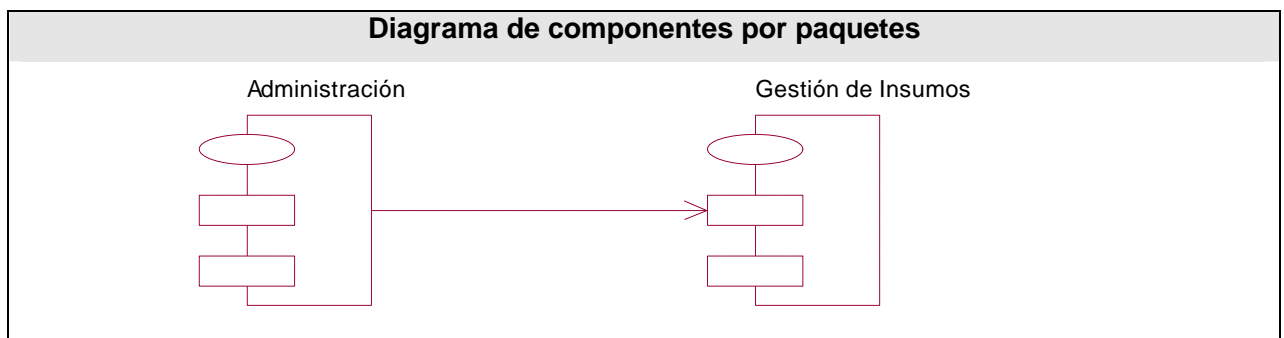 Diagrama de componentes por paquetes
Administración
Gestión de Insumos